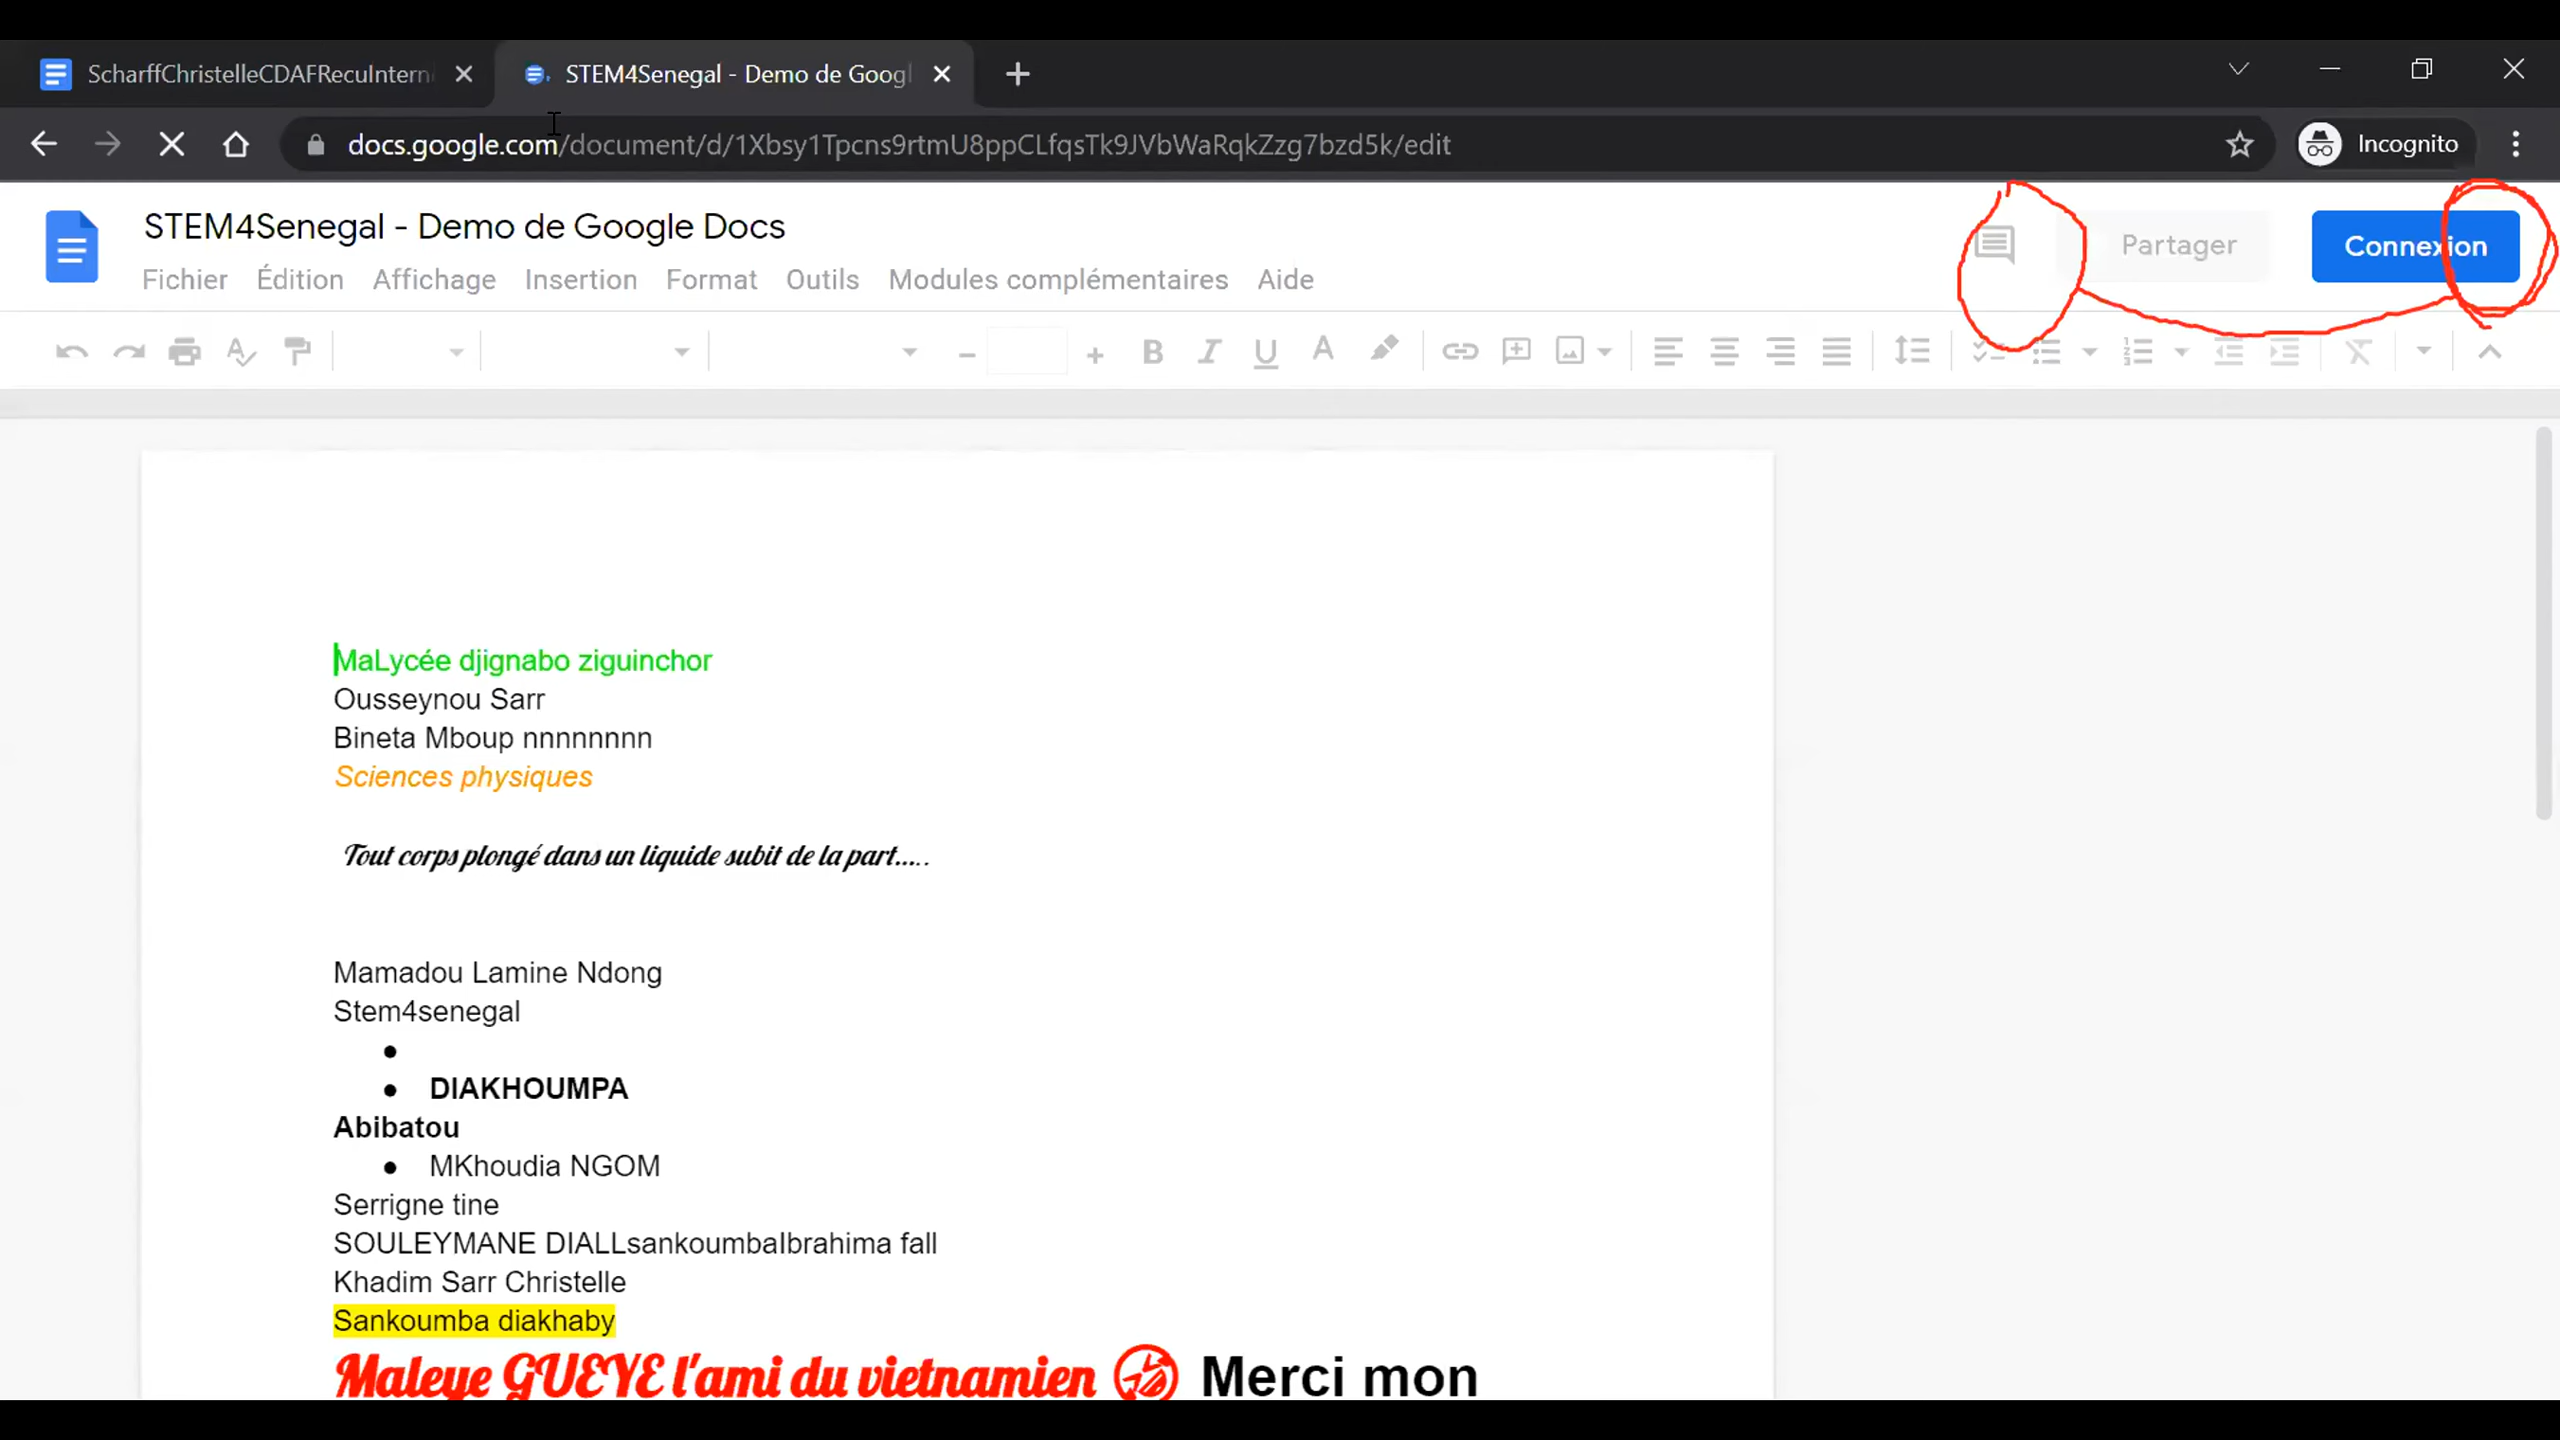 ScharffChristelleCDAFRecuIntern
STEM4Senegal - Demo de Googl
docs.google.com/document/d/1Xbsy1Tpcns9rtmU8ppCLfqsTk9JVbWaRqkZzg7bzd5k/edit
Incognito
STEM4Senegal - Demo de Google Docs
Partager
Connexion
Fichier Édition Affichage Insertion Format Outils Modules complémentaires Aide
MaLycée djignabo ziguinchor
Ousseynou Sarr
Bineta Mboup nnnnnnnn
Sciences physiques
Tout corps plongé dans un liquide subit de la part.....
Mamadou Lamine Ndong
Stem4senegal
DIAKHOUMPA
Abibatou
MKhoudia NGOM
Serrigne tine
SOULEYMANE DIALLsankoumbaIbrahima fall
Khadim Sarr Christelle
Sankoumba diakhaby
Maleye GUEYE l'ami du vietnamien 🤣 Merci mon